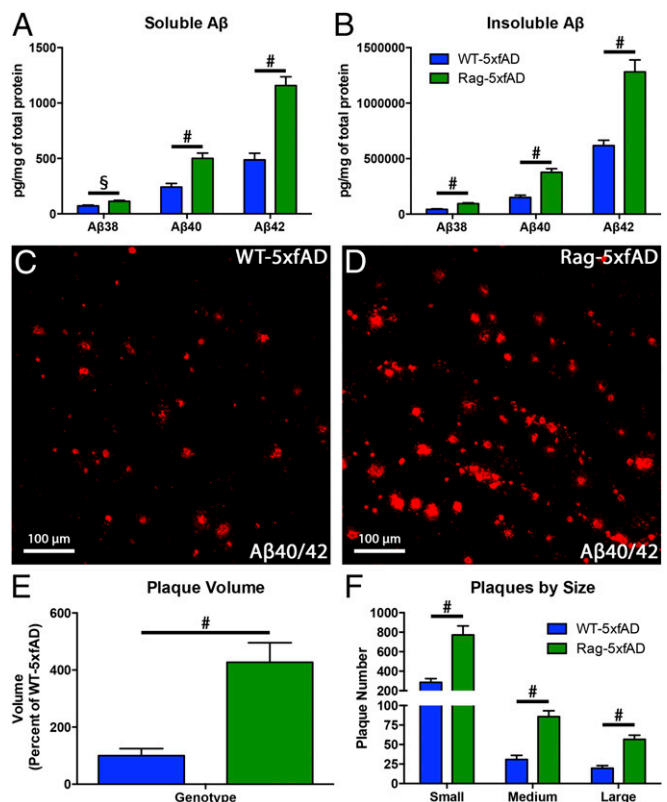 A
Soluble Aβ
pg/mg of total protein
1500
1000
500
0
§
#
#
Aβ38
Aβ40
Aβ42
B
Insoluble Aβ
pg/mg of total protein
1500000
1000000
500000
0
WT-5xfAD
Rag-5xfAD
#
#
#
Aβ38
Aβ40
Aβ42
C
WT-5xfAD
100 µm
Aβ40/42
D
Rag-5xfAD
100 µm
Aβ40/42
E
Plaque Volume
Volume
(Percent of WT-5xfAD)
600
400
200
0
#
Genotype
F
Plaques by Size
Plaque Number
1000
800
600
400
200
100
75
50
25
0
WT-5xfAD
Rag-5xfAD
#
#
#
Small
Medium
Large